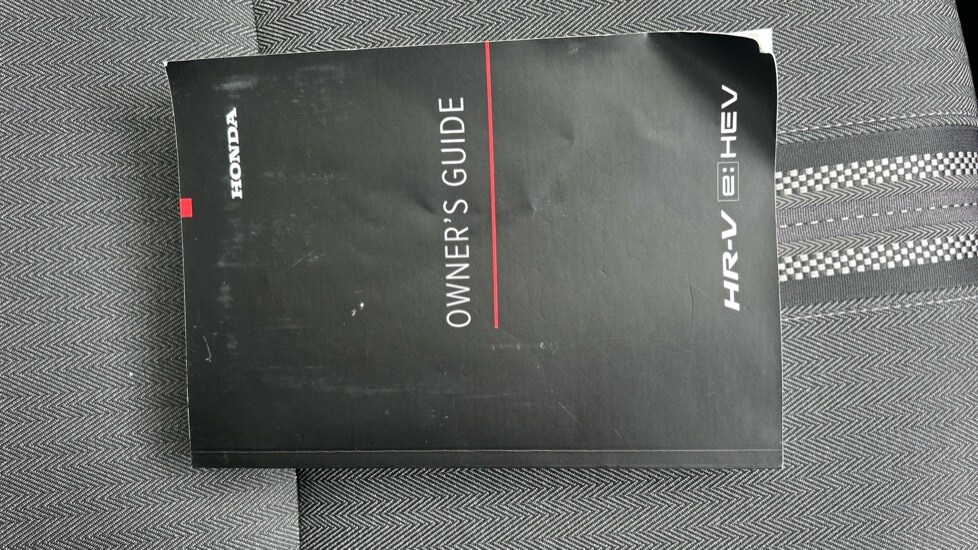 HONDA
OWNER'S GUIDE
HR-V e:HEV